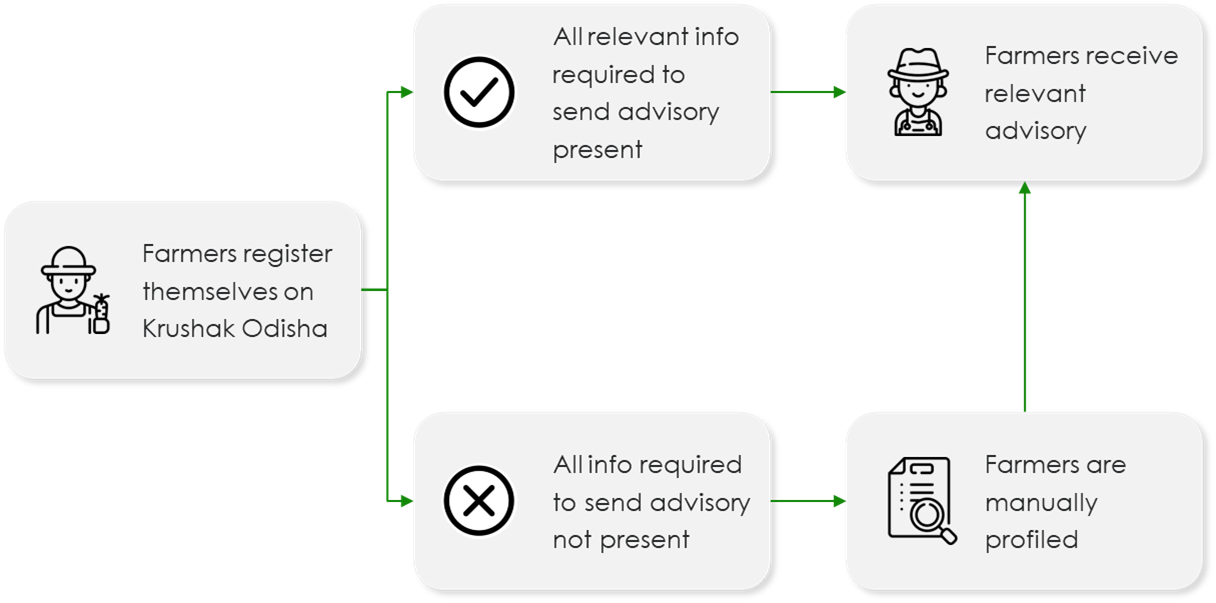 All relevant info
required to
send advisory
present
Farmers receive
relevant
advisory
Farmers register
themselves on
Krushak Odisha
All info required
to send advisory
not present
Farmers are
manually
profiled